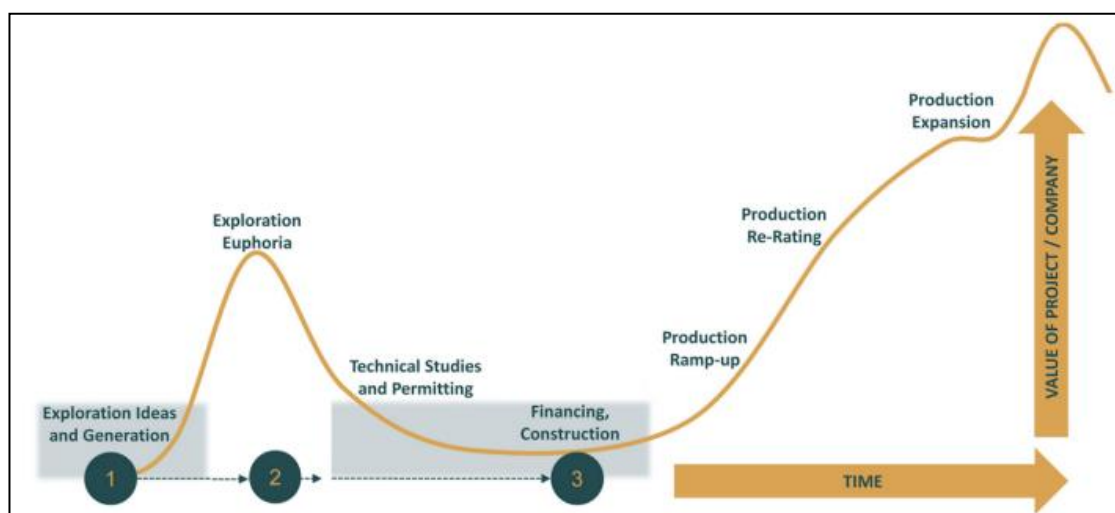 Exploration Ideas
and Generation
1
Exploration
Euphoria
2
Technical Studies
and Permitting
Financing,
Construction
3
Production
Ramp-up
Production
Re-Rating
Production
Expansion
VALUE OF PROJECT / COMPANY
TIME